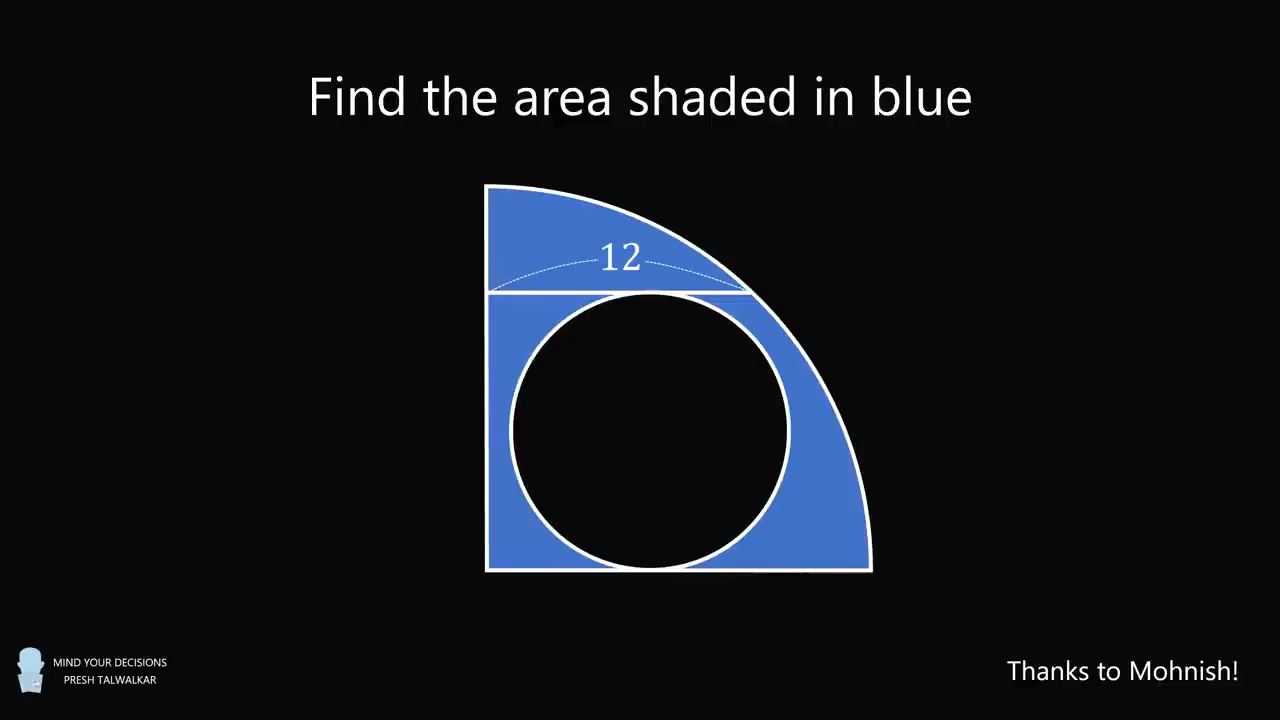 Find the area shaded in blue
12
MIND YOUR DECISIONS
PRESH TALWALKAR
Thanks to Mohnish!